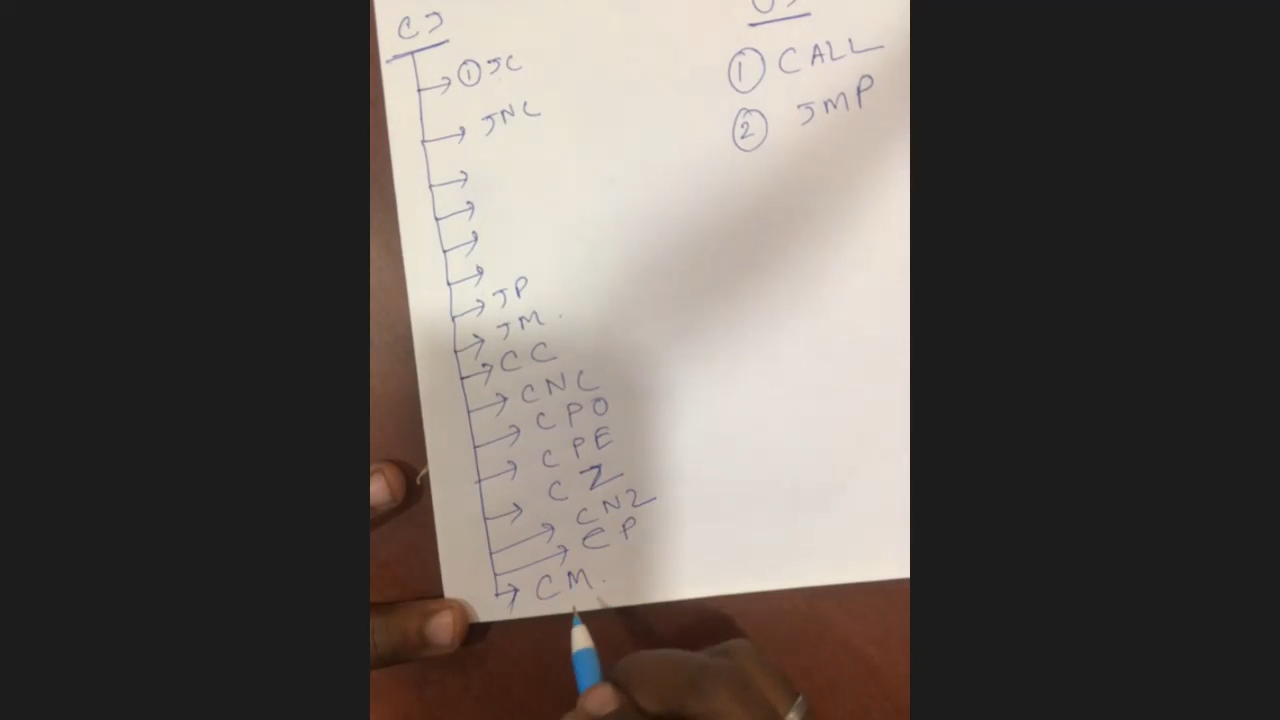 CJ
① JC
JNC
JP
JM.
CC
CNC
CPO
CPE
CZ
CNZ
CP
CM.
① CALL
② JMP